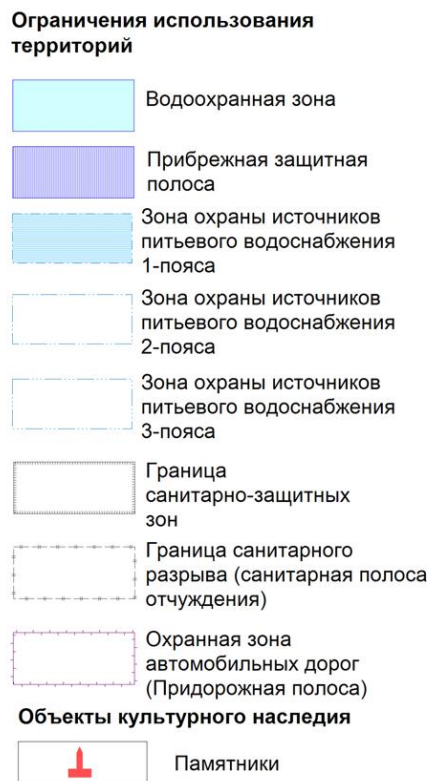 Ограничения использования
территорий
Водоохранная зона
Прибрежная защитная
полоса
Зона охраны источников
питьевого водоснабжения
1-пояса
Зона охраны источников
питьевого водоснабжения
2-пояса
Зона охраны источников
питьевого водоснабжения
3-пояса
Граница
санитарно-защитных
зон
Граница санитарного
разрыва (санитарная полоса
отчуждения)
Охранная зона
автомобильных дорог
(Придорожная полоса)
Объекты культурного наследия
Памятники